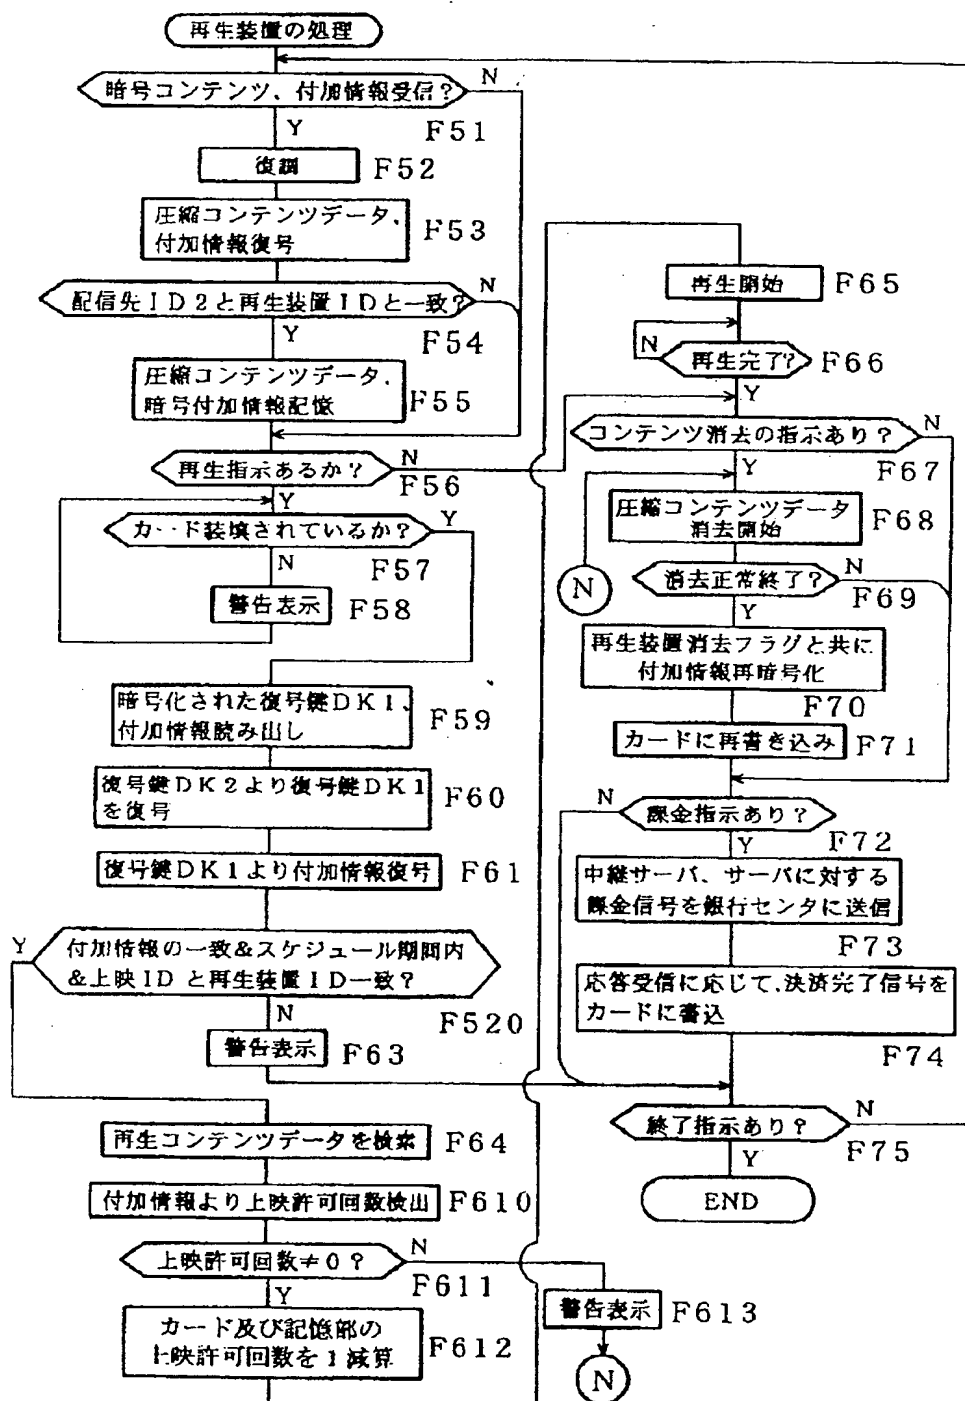 再生装置の処理
暗号コンテンツ、付加情報受信?
N
Y
F51
復調
F52
圧縮コンテンツデータ、
付加情報復号
F53
配信先ID2と再生装置IDと一致?
N
Y
F54
圧縮コンテンツデータ、
暗号付加情報記憶
F55
再生指示あるか?
N
F56
Y
カード装填されているか?
Y
F57
N
警告表示
F58
暗号化された復号鍵DK1、
付加情報読み出し
F59
復号鍵DK2より復号鍵DK1
を復号
F60
復号鍵DK1より付加情報復号
F61
Y
付加情報の一致&スケジュール期間内
&上映IDと再生装置ID一致?
F520
N
警告表示
F63
再生コンテンツデータを検索
F64
付加情報より上映許可回数検出
F610
上映許可回数≠0?
N
F611
Y
カード及び記憶部の
上映許可回数を1減算
F612
警告表示
F613
N
再生開始
F65
N
再生完了?
F66
Y
コンテンツ消去の指示あり?
N
F67
Y
圧縮コンテンツデータ
消去開始
F68
N
消去正常終了?
N
F69
Y
再生装置消去フラグと共に
付加情報再暗号化
F70
カードに再書き込み
F71
N
課金指示あり?
F72
Y
中継サーバ、サーバに対する
課金信号を銀行センタに送信
F73
応答受信に応じて、決済完了信号を
カードに書込
F74
終了指示あり?
N
F75
Y
END